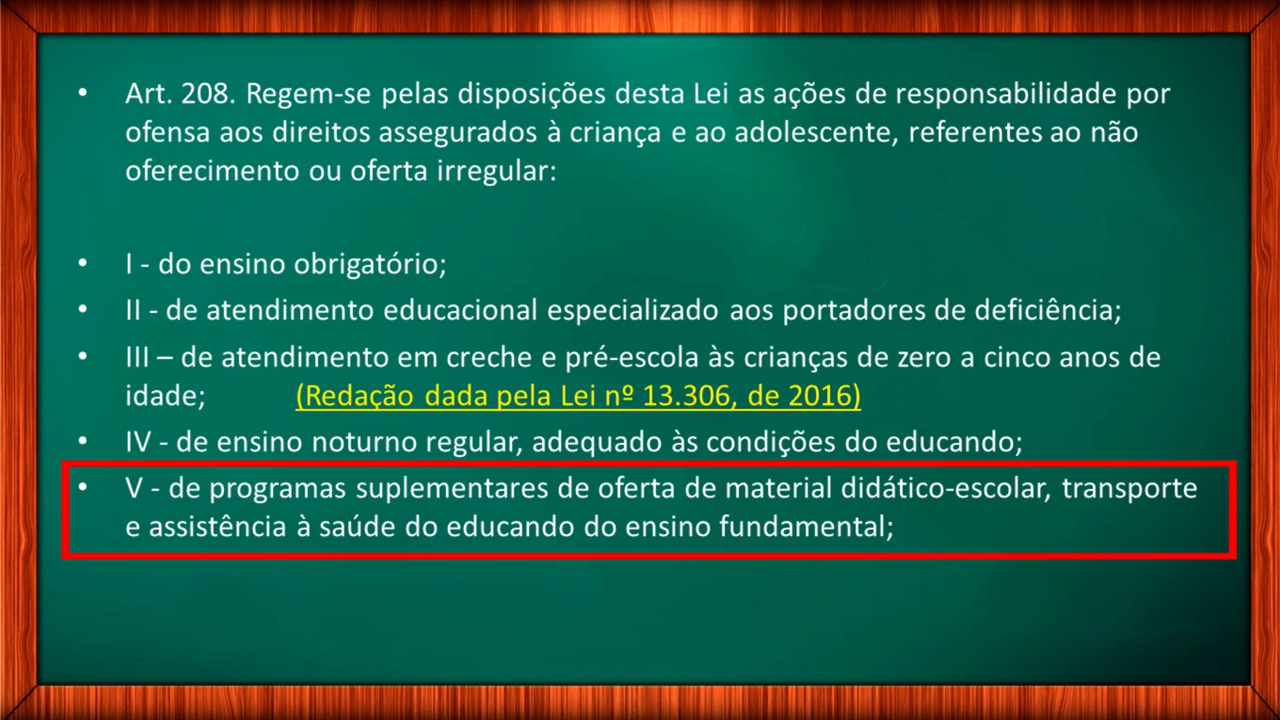 • Art. 208. Regem-se pelas disposições desta Lei as ações de responsabilidade por
ofensa aos direitos assegurados à criança e ao adolescente, referentes ao não
oferecimento ou oferta irregular:
• I - do ensino obrigatório;
• II - de atendimento educacional especializado aos portadores de deficiência;
• III – de atendimento em creche e pré-escola às crianças de zero a cinco anos de
idade; (Redação dada pela Lei nº 13.306, de 2016)
• IV - de ensino noturno regular, adequado às condições do educando;
• V - de programas suplementares de oferta de material didático-escolar, transporte
e assistência à saúde do educando do ensino fundamental;